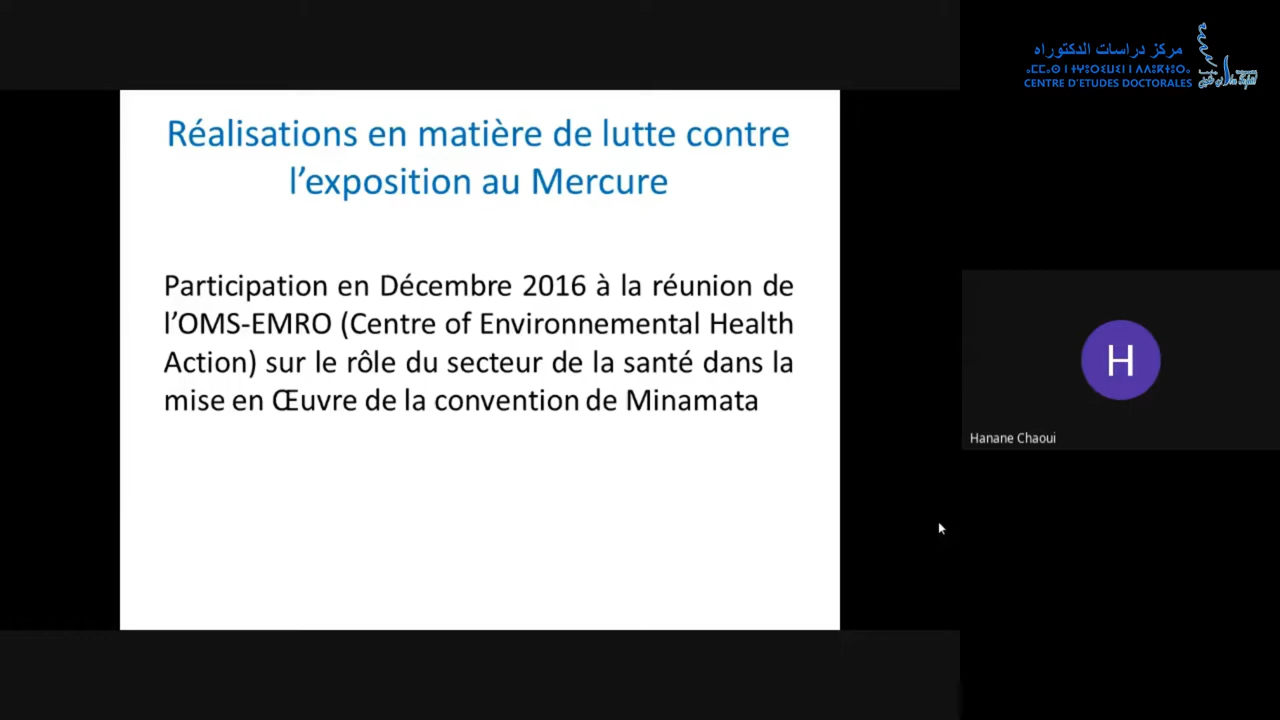 Réalisations en matière de lutte contre
l’exposition au Mercure
Participation en Décembre 2016 à la réunion de
l’OMS-EMRO (Centre of Environnemental Health
Action) sur le rôle du secteur de la santé dans la
mise en Œuvre de la convention de Minamata
مركز دراسات الدكتوراه
CENTRE D'ETUDES DOCTORALES
H
Hanane Chaoui